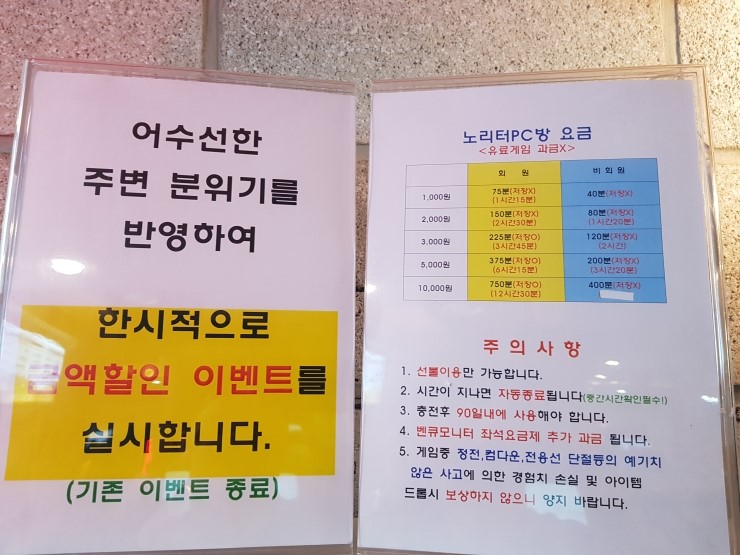 어수선한
주변 분위기를
반영하여
한시적으로
금액할인 이벤트를
실시합니다.
(기존 이벤트 종료)
노리터PC방 요금
<유료게임 과금X>
회 원 비 회원
1,000원 75분(저장X) (1시간15분) 40분(저장X)
2,000원 150분(저장X) (2시간30분) 80분(저장X) (1시간20분)
3,000원 225분(저장O) (3시간45분) 120분(저장X) (2시간)
5,000원 375분(저장O) (6시간15분) 200분(저장X) (3시간20분)
10,000원 750분(저장O) (12시간30분) 400분(저장X)
주 의 사 항
1. 선불이용만 가능합니다.
2. 시간이 지나면 자동종료됩니다(중간시간확인필수!)
3. 충전후 90일내에 사용해야 합니다.
4. 벤큐모니터 좌석요금제 추가 과금 됩니다.
5. 게임중 정전,컴다운,전용선 단절등의 예기치
않은 사고에 의한 경험치 손실 및 아이템
드롭시 보상하지 않으니 양지 바랍니다.